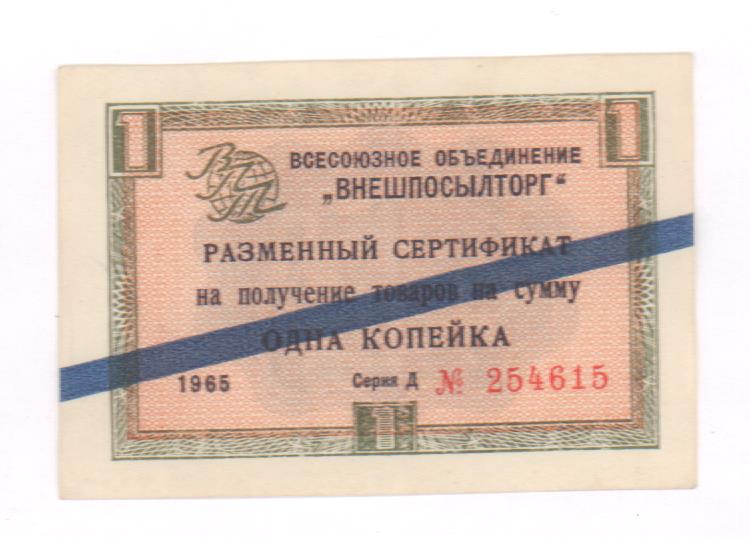 1 1
ВПТ
ВСЕСОЮЗНОЕ ОБЪЕДИНЕНИЕ
„ВНЕШПОСЫЛТОРГ“
РАЗМЕННЫЙ СЕРТИФИКАТ
на получение товаров на сумму
ОДНА КОПЕЙКА
1965 Серия Д № 254615
1